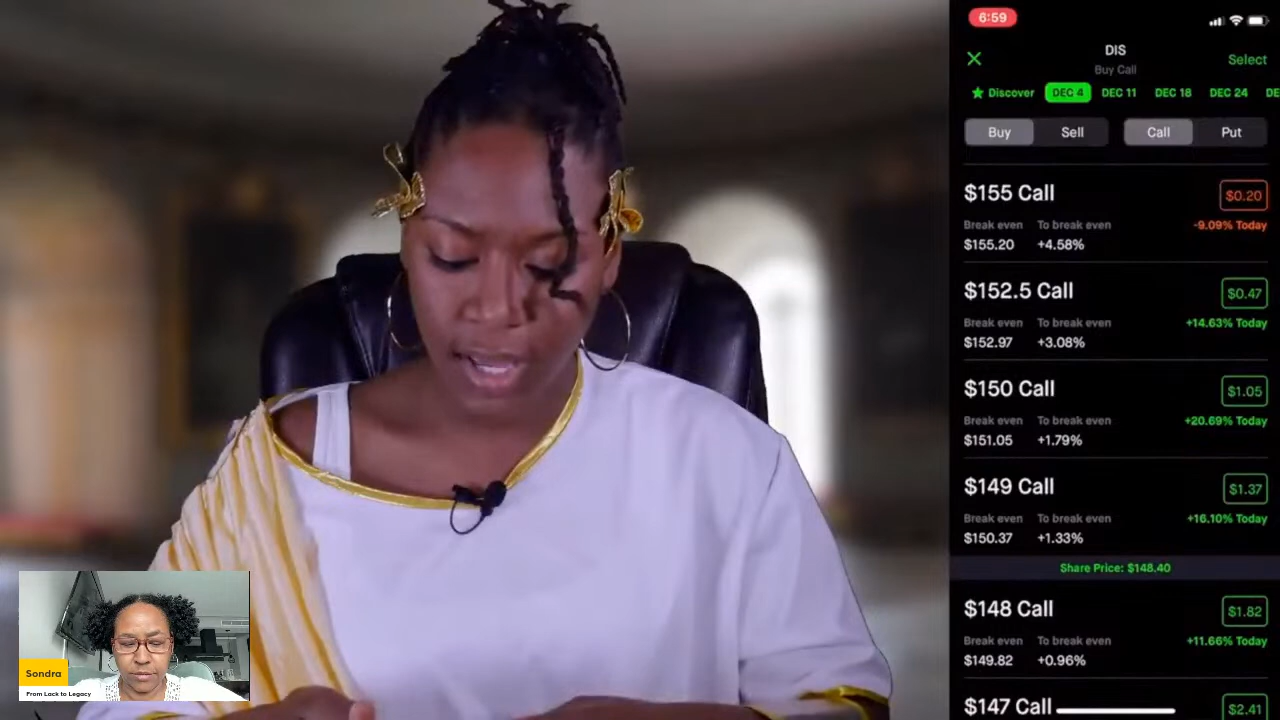 6:59
DIS
Buy Call
Select
Discover DEC 4 DEC 11 DEC 18 DEC 24 DE
Buy Sell Call Put
$155 Call $0.20
Break even To break even -9.09% Today
$155.20 +4.58%
$152.5 Call $0.47
Break even To break even +14.63% Today
$152.97 +3.08%
$150 Call $1.05
Break even To break even +20.69% Today
$151.05 +1.79%
$149 Call $1.37
Break even To break even +16.10% Today
$150.37 +1.33%
Share Price: $148.40
$148 Call $1.82
Break even To break even +11.66% Today
$149.82 +0.96%
$147 Call $2.41
Sondra
From Lack to Legacy